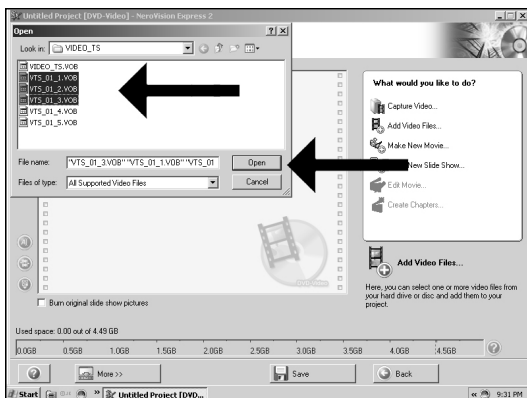 Untitled Project [DVD-Video] - NeroVision Express 2
Open
Look in: VIDEO_TS
VIDEO_TS.VOB
VTS_01_1.VOB
VTS_01_2.VOB
VTS_01_3.VOB
VTS_01_4.VOB
VTS_01_5.VOB
File name: "VTS_01_3.VOB" "VTS_01_1.VOB" "VTS_01 Open
Files of type: All Supported Video Files Cancel
What would you like to do?
Capture Video...
Add Video Files...
Make New Movie...
New Slide Show...
Edit Movie...
Create Chapters...
DVD-Video
Add Video Files...
Here, you can select one or more video files from
your hard drive or disc and add them to your
project.
Burn original slide show pictures
Used space: 0.00 out of 4.49 GB
0.0GB 0.5GB 1.0GB 1.5GB 2.0GB 2.5GB 3.0GB 3.5GB 4.0GB 4.5GB
More >> Save Back
Start Untitled Project [DVD... 9:31 PM